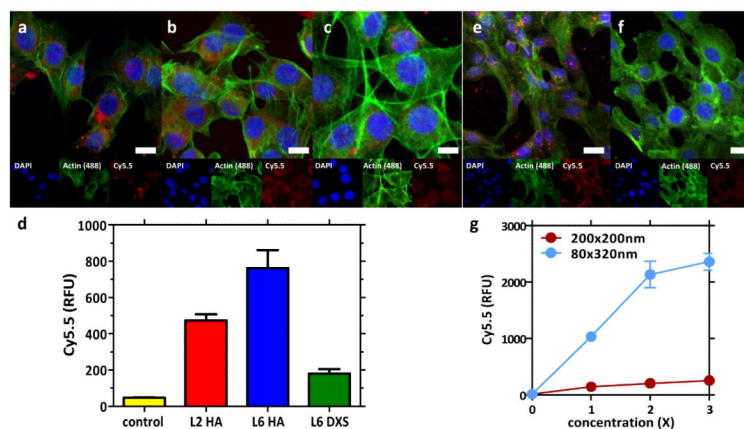 a b c e f
DAPI Actin (488) Cy5.5 DAPI Actin (488) Cy5.5 DAPI Actin (488) Cy5.5 DAPI Actin (488) Cy5.5 DAPI Actin (488) Cy5.5
d
1000
800
600
400
200
0
Cy5.5 (RFU)
control L2 HA L6 HA L6 DXS
g
200x200nm
80x320nm
3000
2000
1000
0
Cy5.5 (RFU)
0 1 2 3
concentration (X)